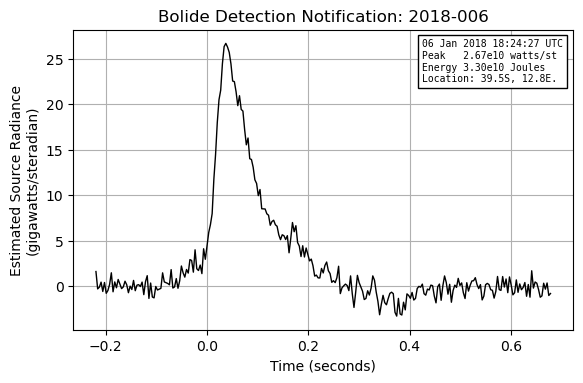 Bolide Detection Notification: 2018-006
06 Jan 2018 18:24:27 UTC
Peak   2.67e10 watts/st
Energy 3.30e10 Joules
Location: 39.5S, 12.8E.
Estimated Source Radiance
(gigawatts/steradian)
25
20
15
10
5
0
−0.2
0.0
0.2
0.4
0.6
Time (seconds)